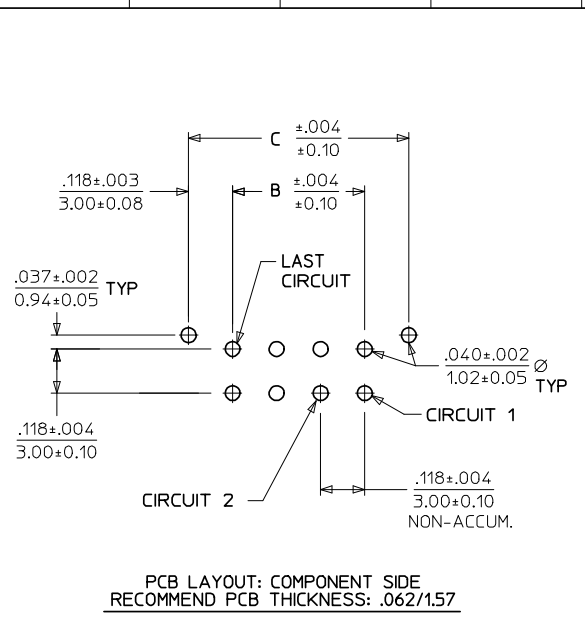 C ±.004
±0.10
.118±.003
3.00±0.08
B ±.004
±0.10
LAST
CIRCUIT
.037±.002
0.94±0.05 TYP
.040±.002
1.02±0.05 Ø
TYP
.118±.004
3.00±0.10
CIRCUIT 1
CIRCUIT 2
.118±.004
3.00±0.10
NON-ACCUM.
PCB LAYOUT: COMPONENT SIDE
RECOMMEND PCB THICKNESS: .062/1.57